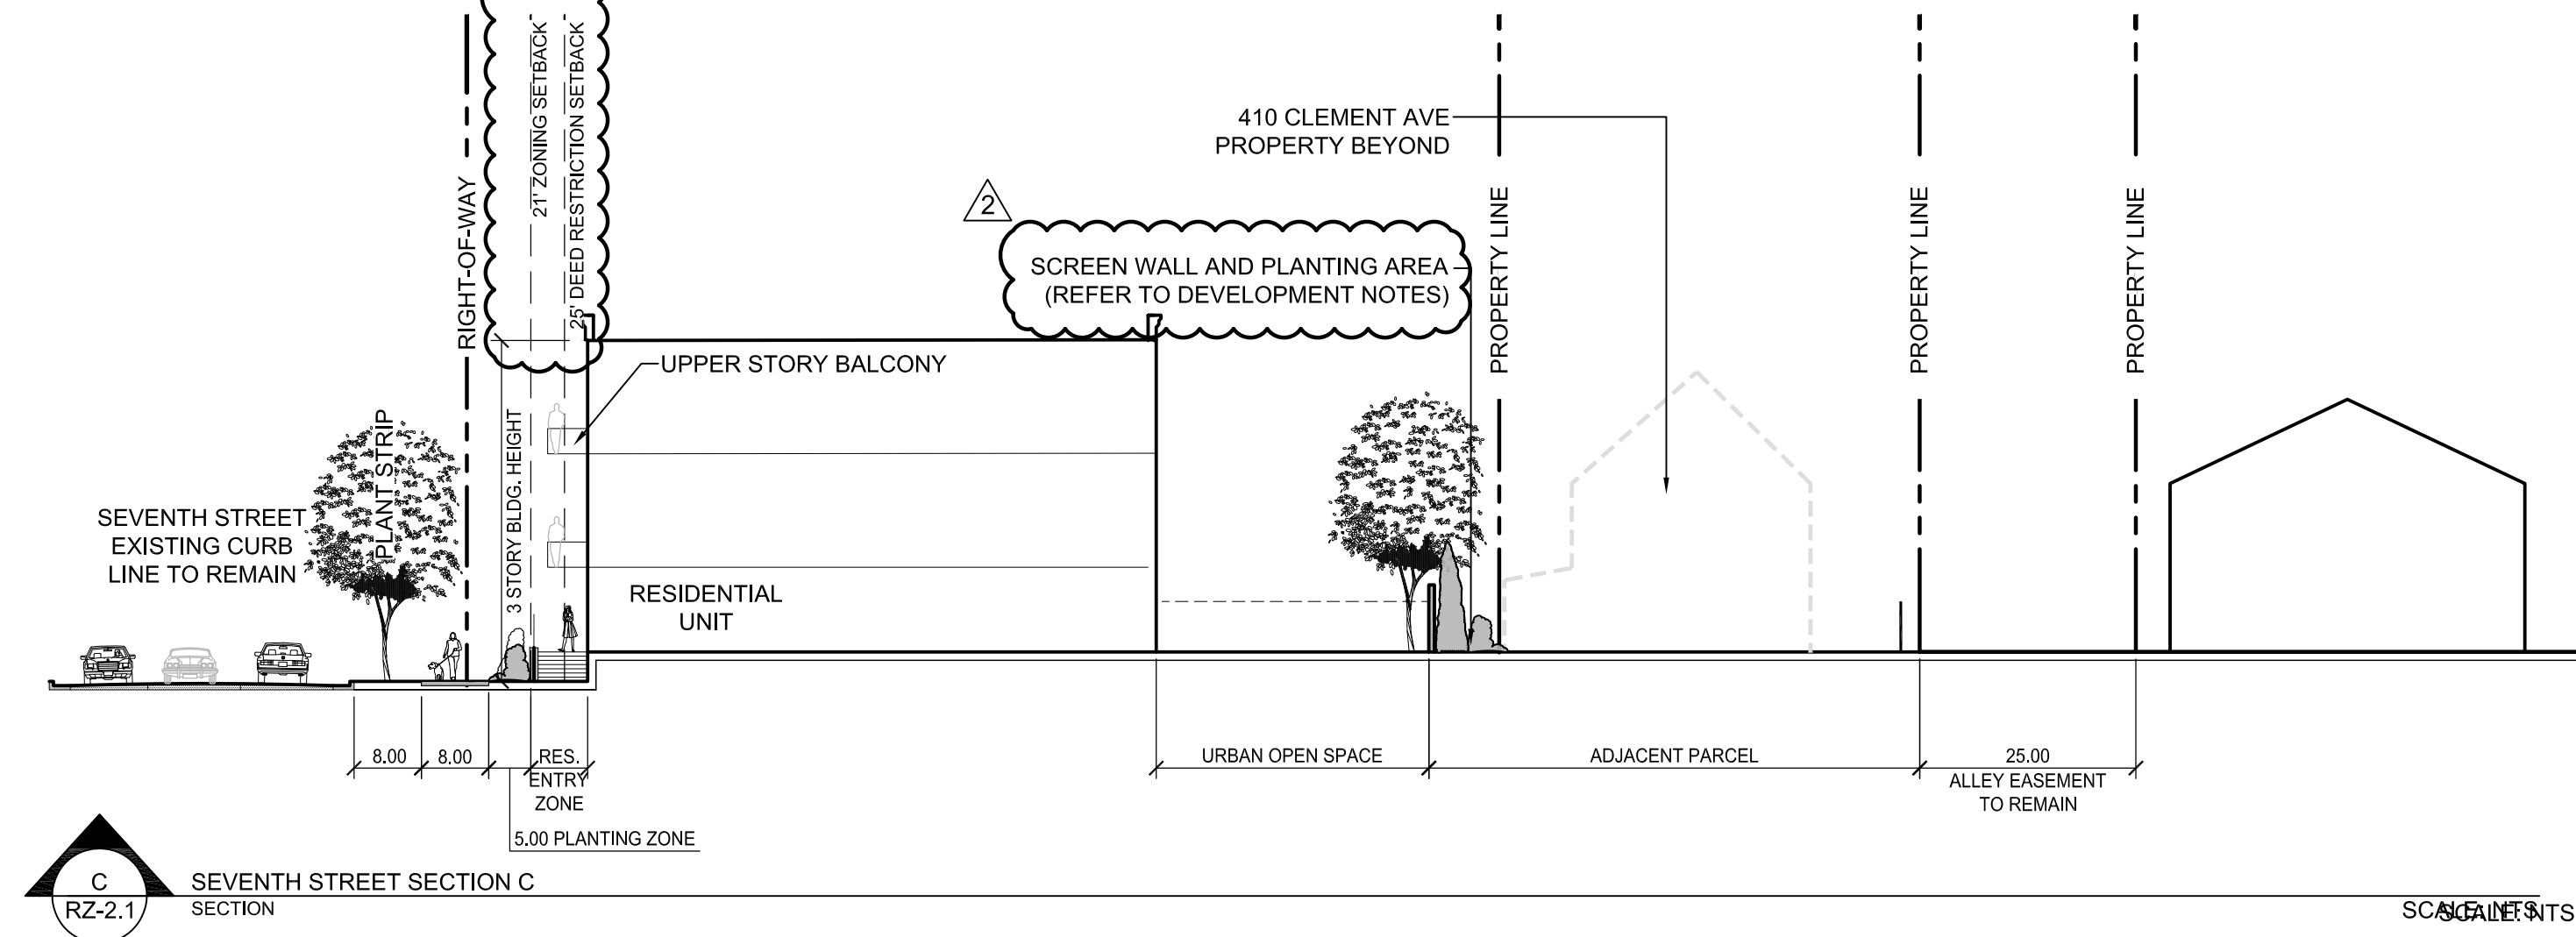 21' ZONING SETBACK
25' DEED RESTRICTION SETBACK
RIGHT-OF-WAY
410 CLEMENT AVE
PROPERTY BEYOND
2
SCREEN WALL AND PLANTING AREA
(REFER TO DEVELOPMENT NOTES)
PROPERTY LINE
PROPERTY LINE
PROPERTY LINE
UPPER STORY BALCONY
PLANT STRIP
3 STORY BLDG. HEIGHT
SEVENTH STREET
EXISTING CURB
LINE TO REMAIN
RESIDENTIAL
UNIT
8.00
8.00
RES.
ENTRY
ZONE
5.00 PLANTING ZONE
URBAN OPEN SPACE
ADJACENT PARCEL
25.00
ALLEY EASEMENT
TO REMAIN
C
RZ-2.1
SEVENTH STREET SECTION C
SECTION
SCALE: NTS
SCALE: NTS